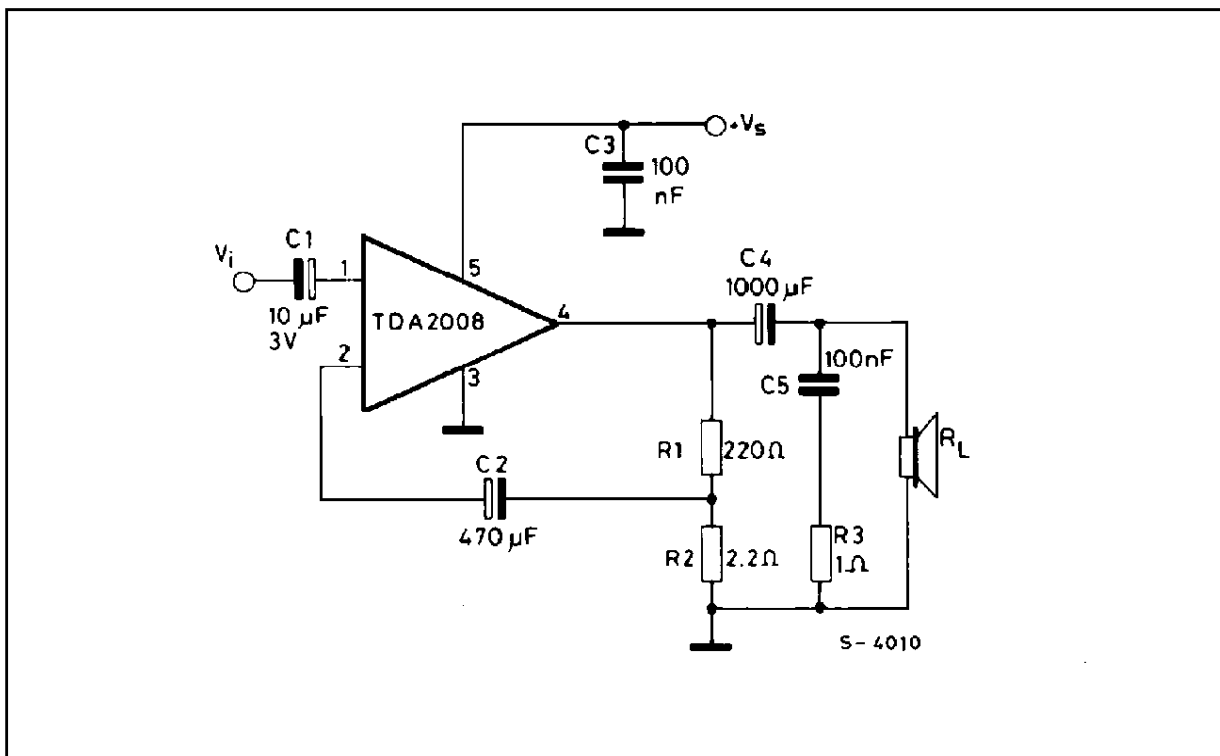 +Vs
C3
100
nF
Vi
C1
1
10 µF
3V
2
TDA2008
5
3
4
C4
1000 µF
100nF
C5
RL
R1
220Ω
C2
470 µF
R2
2.2Ω
R3
1Ω
S-4010